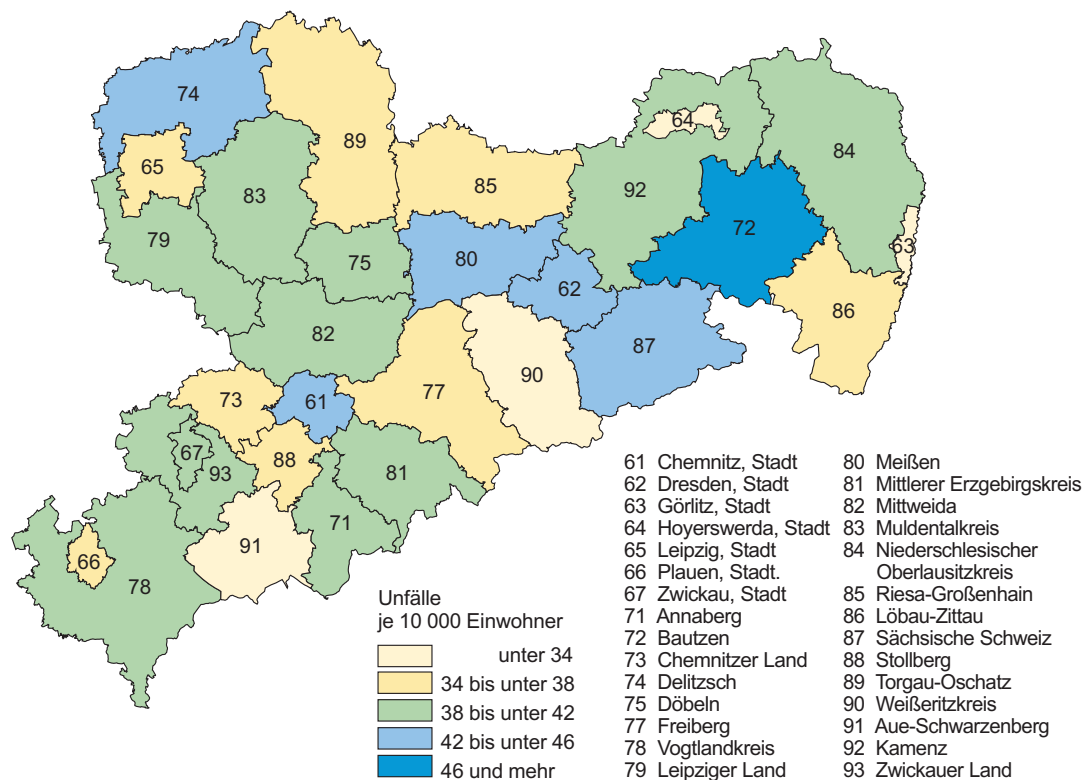 74
89
64
84
65
83
85
92
79
72
63
75
80
62
86
82
87
90
73
61
77
67
88
93
81
71
91
66
78
Unfälle
je 10 000 Einwohner
unter 34
34 bis unter 38
38 bis unter 42
42 bis unter 46
46 und mehr
61 Chemnitz, Stadt
62 Dresden, Stadt
63 Görlitz, Stadt
64 Hoyerswerda, Stadt
65 Leipzig, Stadt
66 Plauen, Stadt.
67 Zwickau, Stadt
71 Annaberg
72 Bautzen
73 Chemnitzer Land
74 Delitzsch
75 Döbeln
77 Freiberg
78 Vogtlandkreis
79 Leipziger Land
80 Meißen
81 Mittlerer Erzgebirgskreis
82 Mittweida
83 Muldentalkreis
84 Niederschlesischer
Oberlausitzkreis
85 Riesa-Großenhain
86 Löbau-Zittau
87 Sächsische Schweiz
88 Stollberg
89 Torgau-Oschatz
90 Weißeritzkreis
91 Aue-Schwarzenberg
92 Kamenz
93 Zwickauer Land